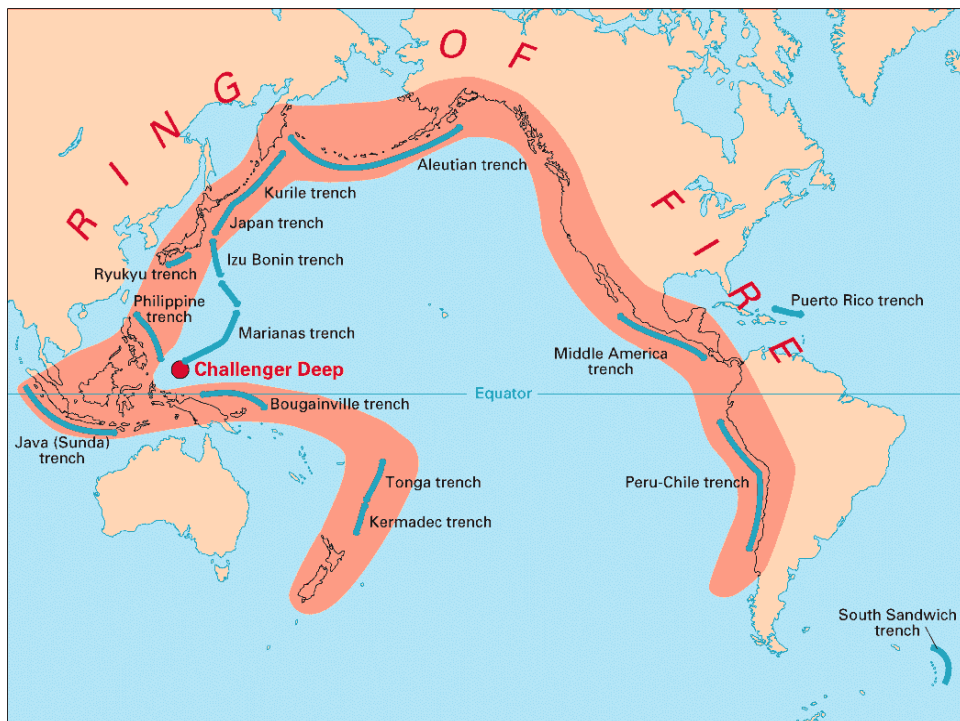 RING OF FIRE
Aleutian trench
Kurile trench
Japan trench
Izu Bonin trench
Ryukyu trench
Philippine
trench
Marianas trench
Challenger Deep
Puerto Rico trench
Middle America
trench
Equator
Bougainville trench
Java (Sunda)
trench
Tonga trench
Kermadec trench
Peru-Chile trench
South Sandwich
trench